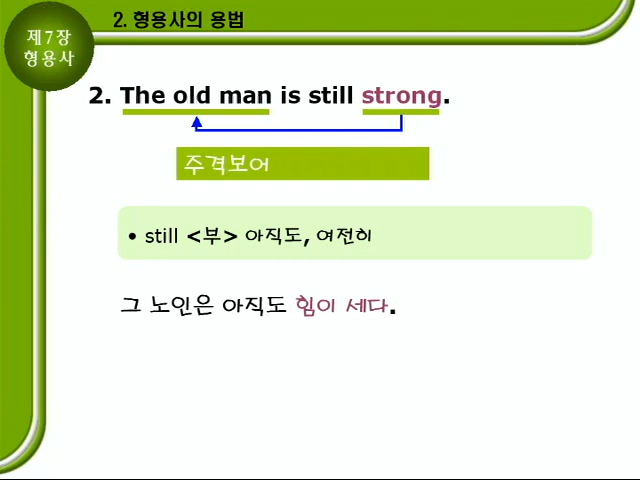 제7장
형용사
2. 형용사의 용법
2. The old man is still strong.
주격보어
• still <부> 아직도, 여전히
그 노인은 아직도 힘이 세다.